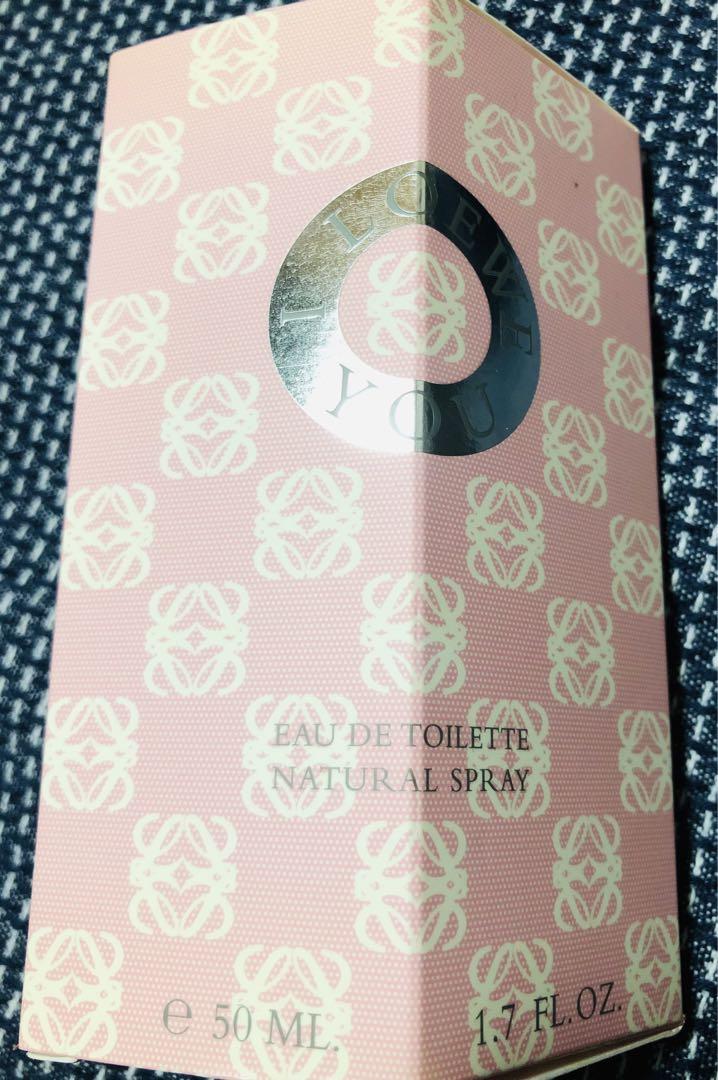 I LOEWE YOU
EAU DE TOILETTE
NATURAL SPRAY
℮ 50 ML. 1.7 FL.OZ.